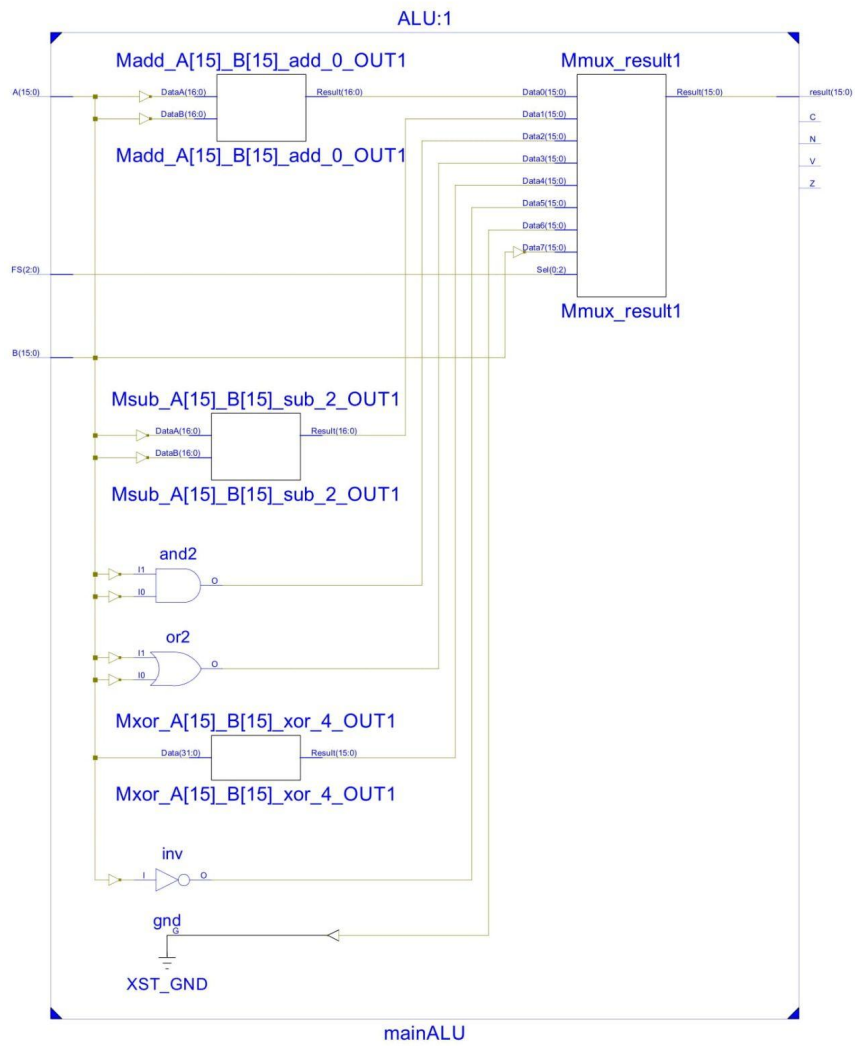 ALU:1
Madd_A[15]_B[15]_add_0_OUT1
Mmux_result1
A(15:0)
DataA(16:0)
Result(16:0)
DataB(16:0)
Madd_A[15]_B[15]_add_0_OUT1
Data0(15:0)
Result(15:0)
result(15:0)
Data1(15:0)
C
Data2(15:0)
N
Data3(15:0)
V
Data4(15:0)
Z
Data5(15:0)
Data6(15:0)
Data7(15:0)
FS(2:0)
Sel(0:2)
Mmux_result1
B(15:0)
Msub_A[15]_B[15]_sub_2_OUT1
DataA(16:0)
Result(16:0)
DataB(16:0)
Msub_A[15]_B[15]_sub_2_OUT1
and2
I1
O
I0
or2
I1
O
I0
Mxor_A[15]_B[15]_xor_4_OUT1
Data(31:0)
Result(15:0)
Mxor_A[15]_B[15]_xor_4_OUT1
inv
I
O
gnd
G
XST_GND
mainALU